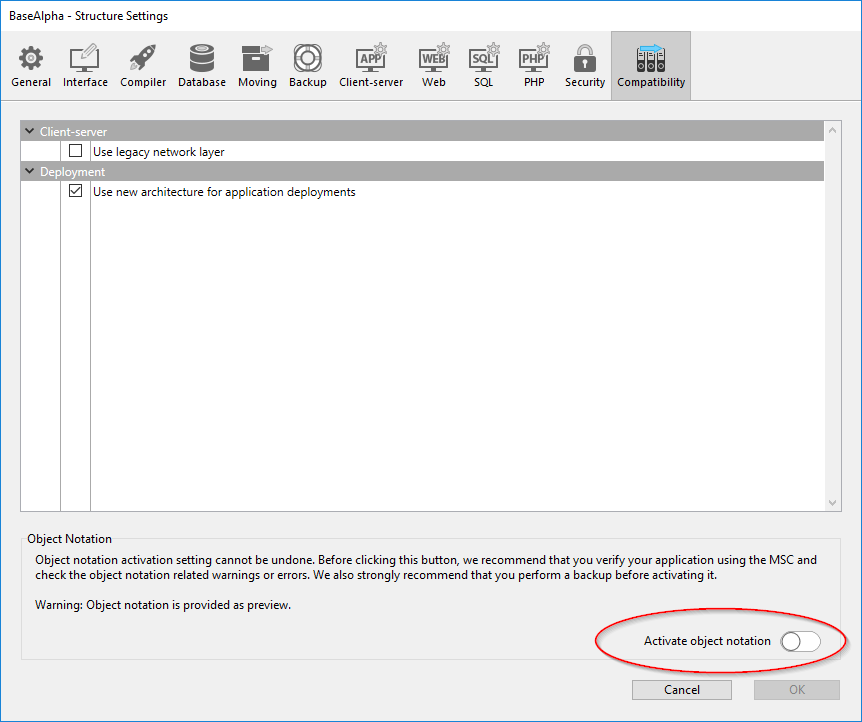 BaseAlpha - Structure Settings
APP WEB SQL PHP
General Interface Compiler Database Moving Backup Client-server Web SQL PHP Security Compatibility
Client-server
Use legacy network layer
Deployment
Use new architecture for application deployments
Object Notation
Object notation activation setting cannot be undone. Before clicking this button, we recommend that you verify your application using the MSC and
check the object notation related warnings or errors. We also strongly recommend that you perform a backup before activating it.
Warning: Object notation is provided as preview.
Activate object notation
Cancel OK